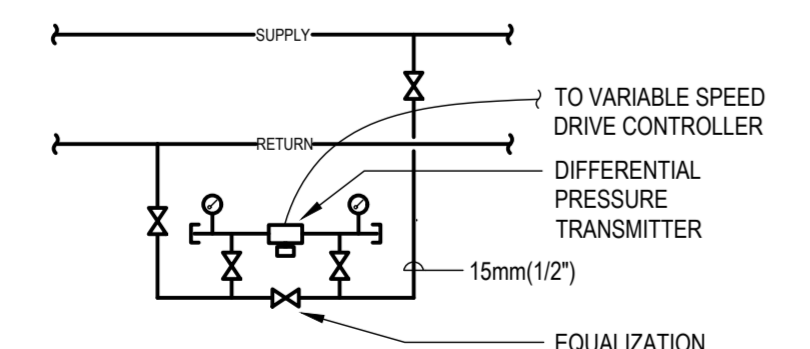 SUPPLY
TO VARIABLE SPEED
DRIVE CONTROLLER
RETURN
DIFFERENTIAL
PRESSURE
TRANSMITTER
15mm(1/2")
EQUALIZATION